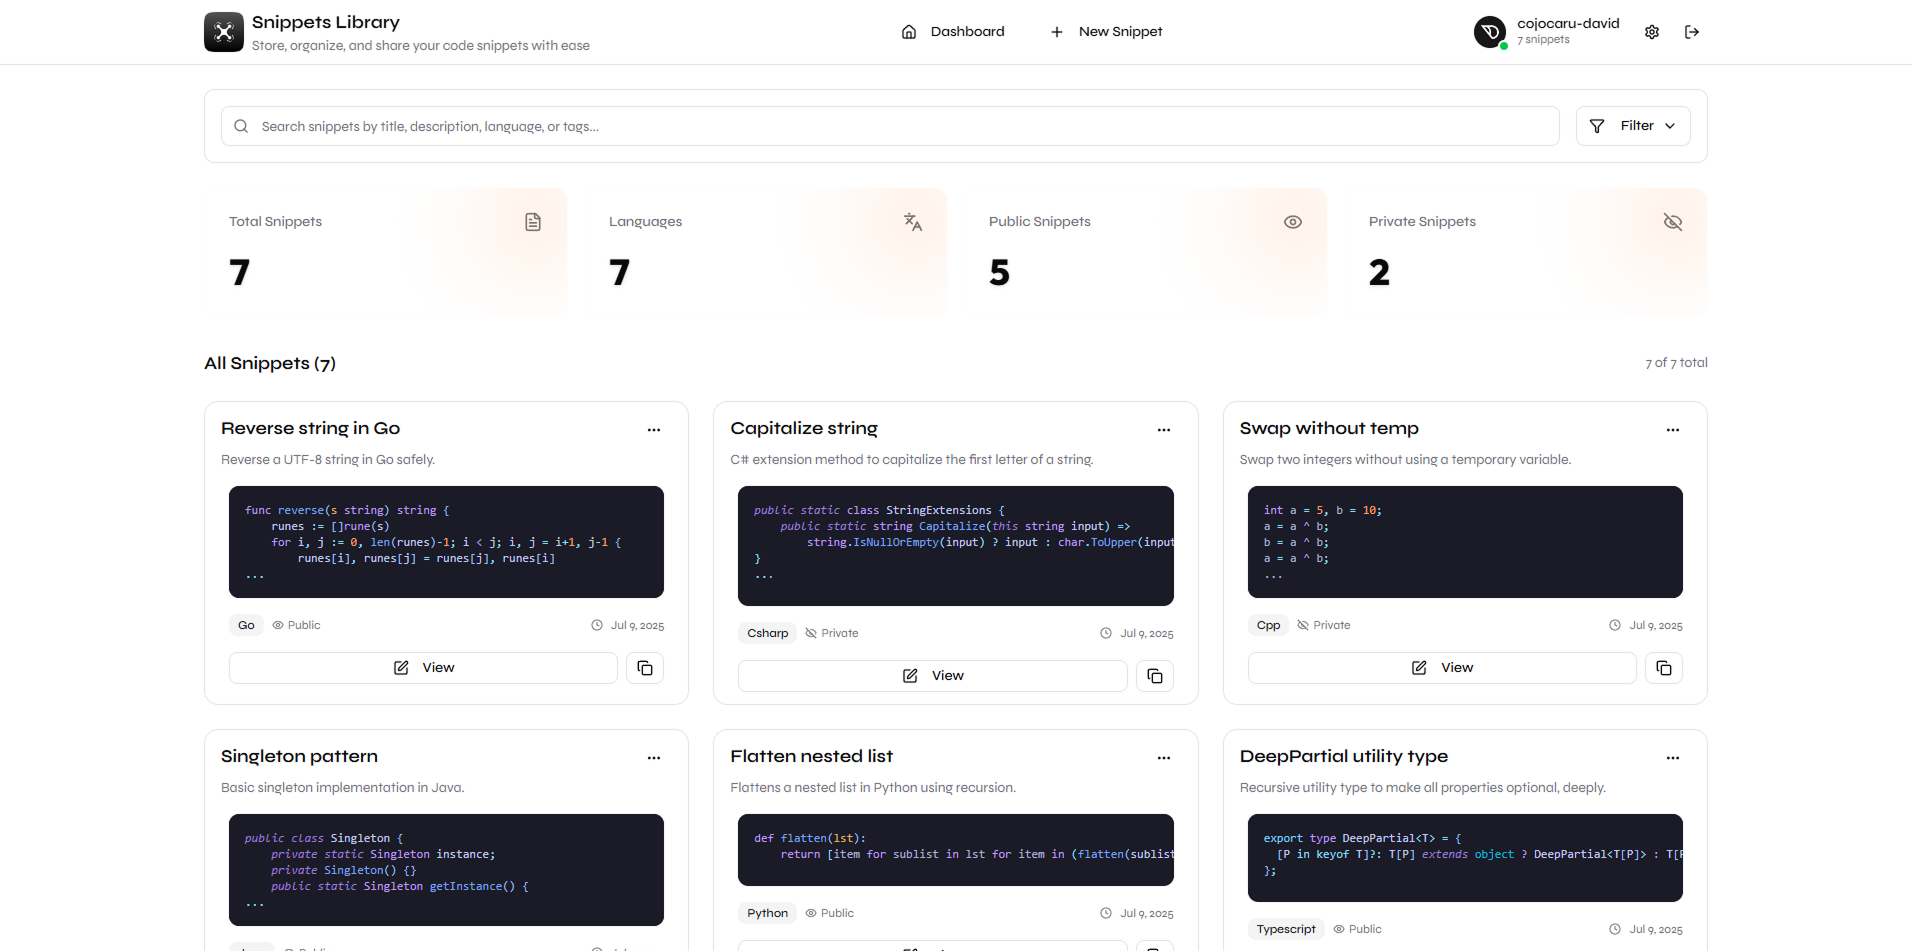 Snippets Library
Store, organize, and share your code snippets with ease
Dashboard
New Snippet
cojocaru-david
7 snippets
Search snippets by title, description, language, or tags...
Filter
Total Snippets
7
Languages
7
Public Snippets
5
Private Snippets
2
All Snippets (7)
7 of 7 total
Reverse string in Go
Reverse a UTF-8 string in Go safely.
func reverse(s string) string {
    runes := []rune(s)
    for i, j := 0, len(runes)-1; i < j; i, j = i+1, j-1 {
        runes[i], runes[j] = runes[j], runes[i]
...
Go
Public
Jul 9, 2025
View
Capitalize string
C# extension method to capitalize the first letter of a string.
public static class StringExtensions {
    public static string Capitalize(this string input) =>
        string.IsNullOrEmpty(input) ? input : char.ToUpper(input
}
...
Csharp
Private
Jul 9, 2025
View
Swap without temp
Swap two integers without using a temporary variable.
int a = 5, b = 10;
a = a ^ b;
b = a ^ b;
a = a ^ b;
...
Cpp
Private
Jul 9, 2025
View
Singleton pattern
Basic singleton implementation in Java.
public class Singleton {
    private static Singleton instance;
    private Singleton() {}
    public static Singleton getInstance() {
...
Flatten nested list
Flattens a nested list in Python using recursion.
def flatten(lst):
    return [item for sublist in lst for item in (flatten(sublist
Python
Public
Jul 9, 2025
DeepPartial utility type
Recursive utility type to make all properties optional, deeply.
export type DeepPartial<T> = {
  [P in keyof T]?: T[P] extends object ? DeepPartial<T[P]> : T[P
};
Typescript
Public
Jul 9, 2025